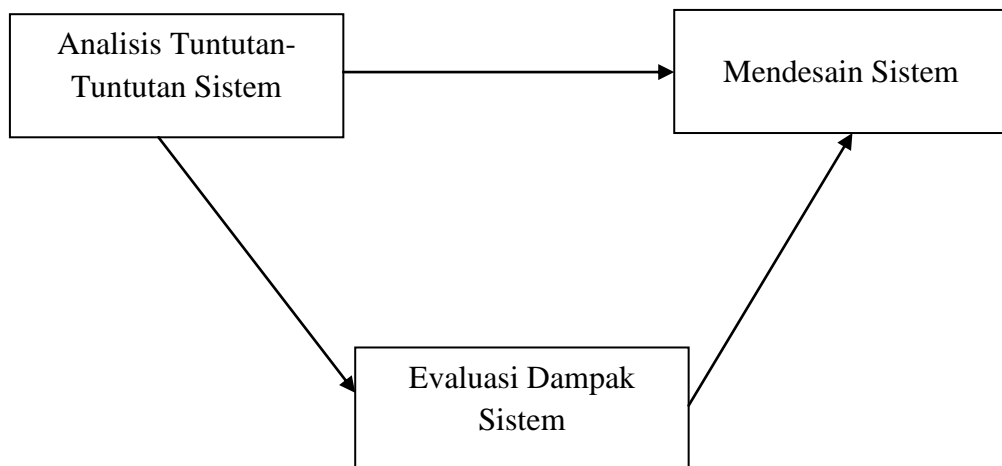 Analisis Tuntutan-
Tuntutan Sistem
Mendesain Sistem
Evaluasi Dampak
Sistem